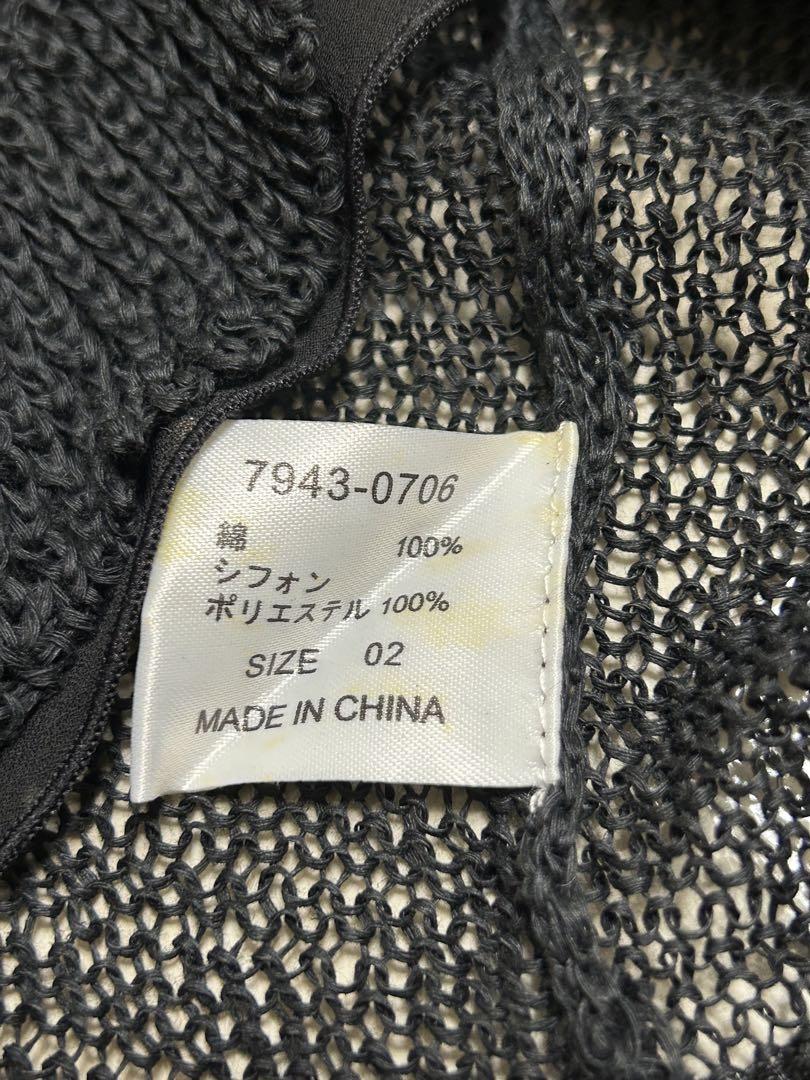 7943-0706
綿 100%
シフォン
ポリエステル 100%
SIZE 02
MADE IN CHINA